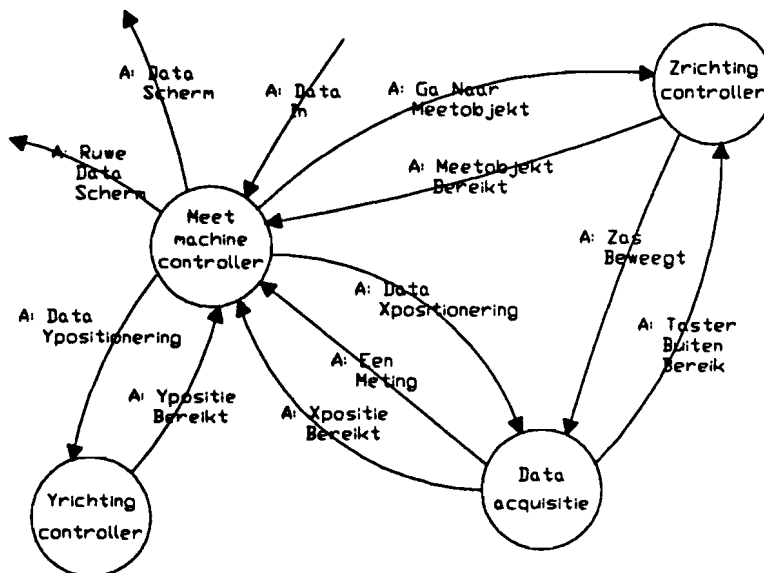 A: Data
Scherm
A: Data
In
A: Ga Naar
Meetobjekt
Zrichting
controller
A: Ruwe
Data
Scherm
A: Meetobjekt
Bereikt
Meet
machine
controller
A: Zas
Beweegt
A: Data
Xpositionering
A: Data
Ypositionering
A: Taster
Buiten
Bereik
A: Een
Meting
A: Ypositie
Bereikt
A: Xpositie
Bereikt
Yrichting
controller
Data
acquisitie